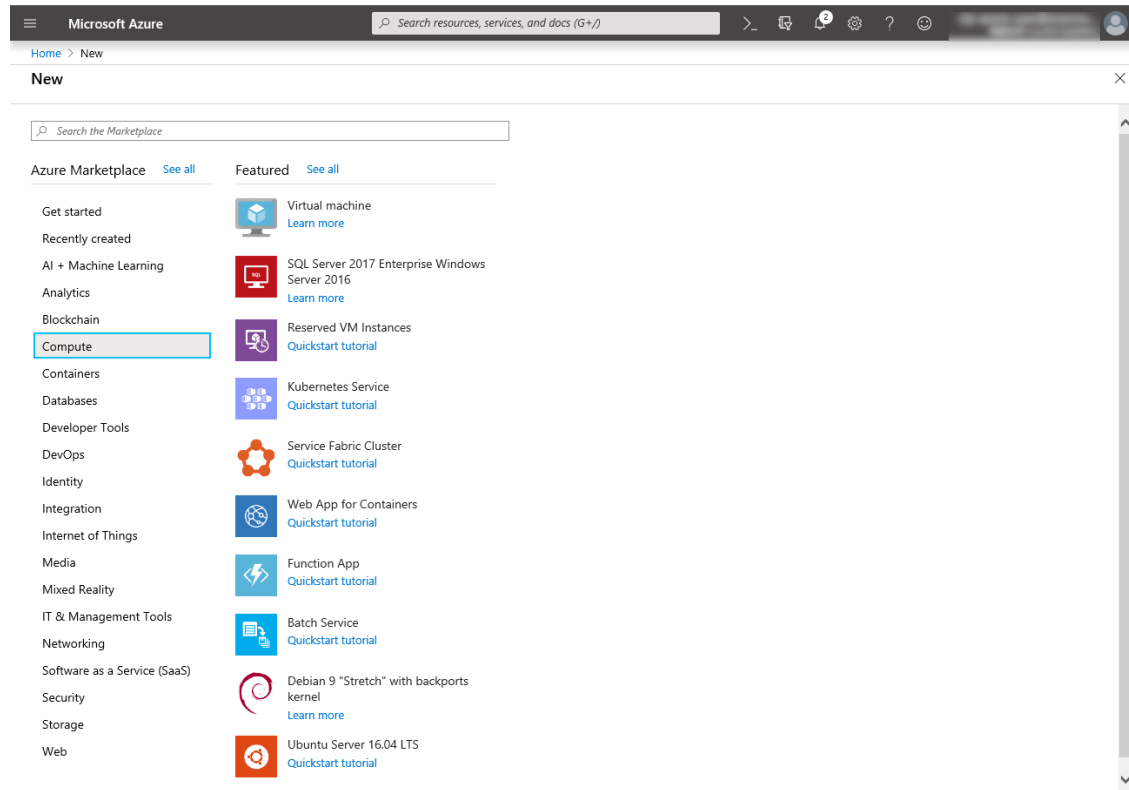 Microsoft Azure
Search resources, services, and docs (G+/)
2
Home > New
New
Search the Marketplace
Azure Marketplace See all
Get started
Recently created
AI + Machine Learning
Analytics
Blockchain
Compute
Containers
Databases
Developer Tools
DevOps
Identity
Integration
Internet of Things
Media
Mixed Reality
IT & Management Tools
Networking
Software as a Service (SaaS)
Security
Storage
Web
Featured See all
Virtual machine
Learn more
SQL
SQL Server 2017 Enterprise Windows
Server 2016
Learn more
Reserved VM Instances
Quickstart tutorial
Kubernetes Service
Quickstart tutorial
Service Fabric Cluster
Quickstart tutorial
Web App for Containers
Quickstart tutorial
Function App
Quickstart tutorial
Batch Service
Quickstart tutorial
Debian 9 "Stretch" with backports
kernel
Learn more
Ubuntu Server 16.04 LTS
Quickstart tutorial